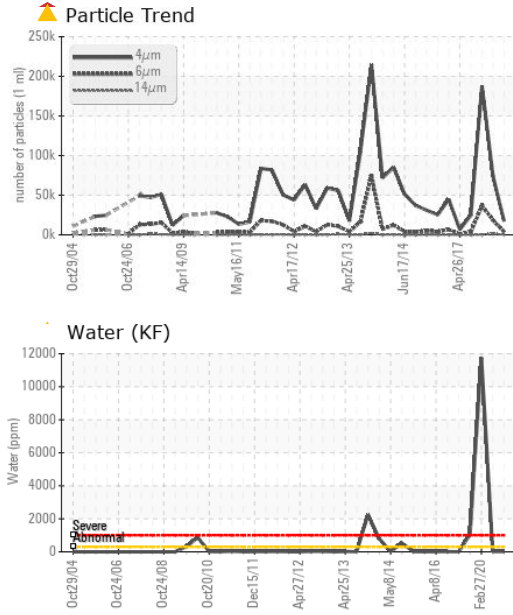 Particle Trend
250k
200k
150k
100k
50k
0k
number of particles (1 ml)
4µm
6µm
14µm
Oct29/04
Oct24/06
Apr14/09
May16/11
Apr17/12
Apr25/13
Jun17/14
Apr26/17
Water (KF)
12000
10000
8000
6000
4000
2000
0
Water (ppm)
Severe
Abnormal
Oct29/04
Oct24/06
Oct24/08
Oct20/10
Dec15/11
Apr27/12
Apr25/13
May8/14
Apr8/16
Feb27/20